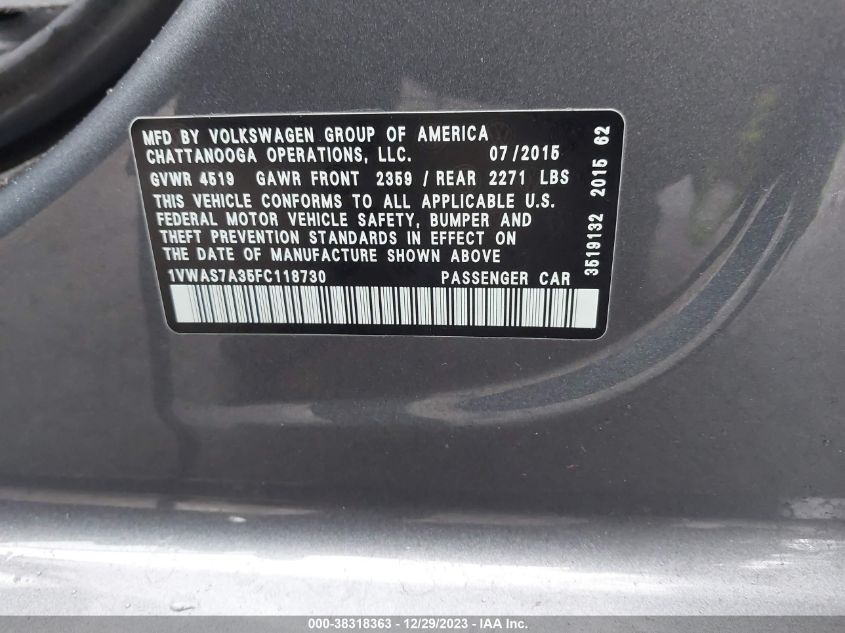 MFD BY VOLKSWAGEN GROUP OF AMERICA
CHATTANOOGA OPERATIONS, LLC. 07/2015
GVWR 4519 GAWR FRONT 2359 / REAR 2271 LBS
THIS VEHICLE CONFORMS TO ALL APPLICABLE U.S.
FEDERAL MOTOR VEHICLE SAFETY, BUMPER AND
THEFT PREVENTION STANDARDS IN EFFECT ON
THE DATE OF MANUFACTURE SHOWN ABOVE
1VWAS7A35FC118730 PASSENGER CAR
3519132 2015 62
000-38318363 - 12/29/2023 - IAA Inc.